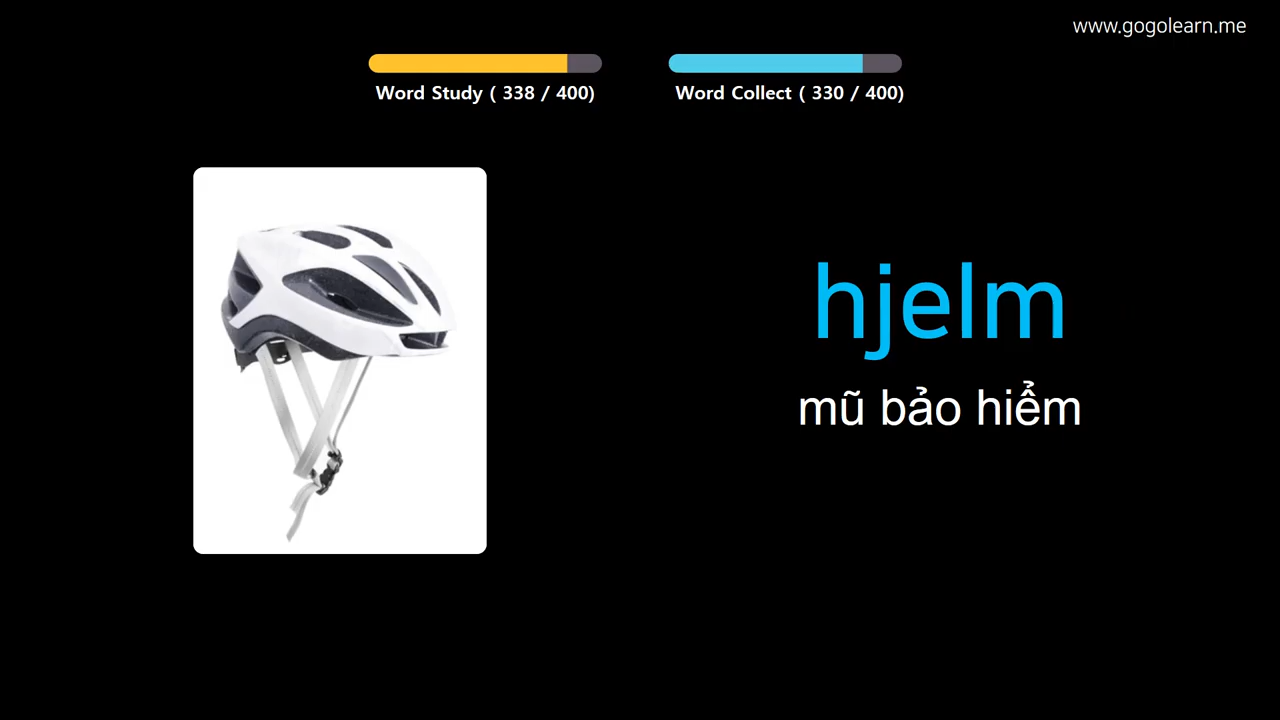 www.gogolearn.me
Word Study ( 338 / 400)
Word Collect ( 330 / 400)
hjelm
mũ bảo hiểm